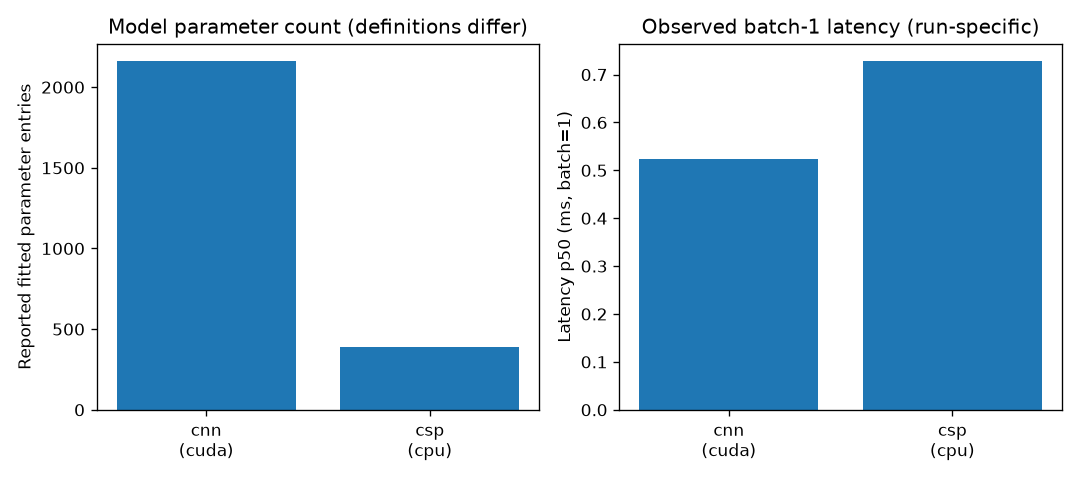 Model parameter count (definitions differ)
Reported fitted parameter entries
2000
1500
1000
500
0
cnn
(cuda)
csp
(cpu)
Observed batch-1 latency (run-specific)
Latency p50 (ms, batch=1)
0.7
0.6
0.5
0.4
0.3
0.2
0.1
0.0
cnn
(cuda)
csp
(cpu)